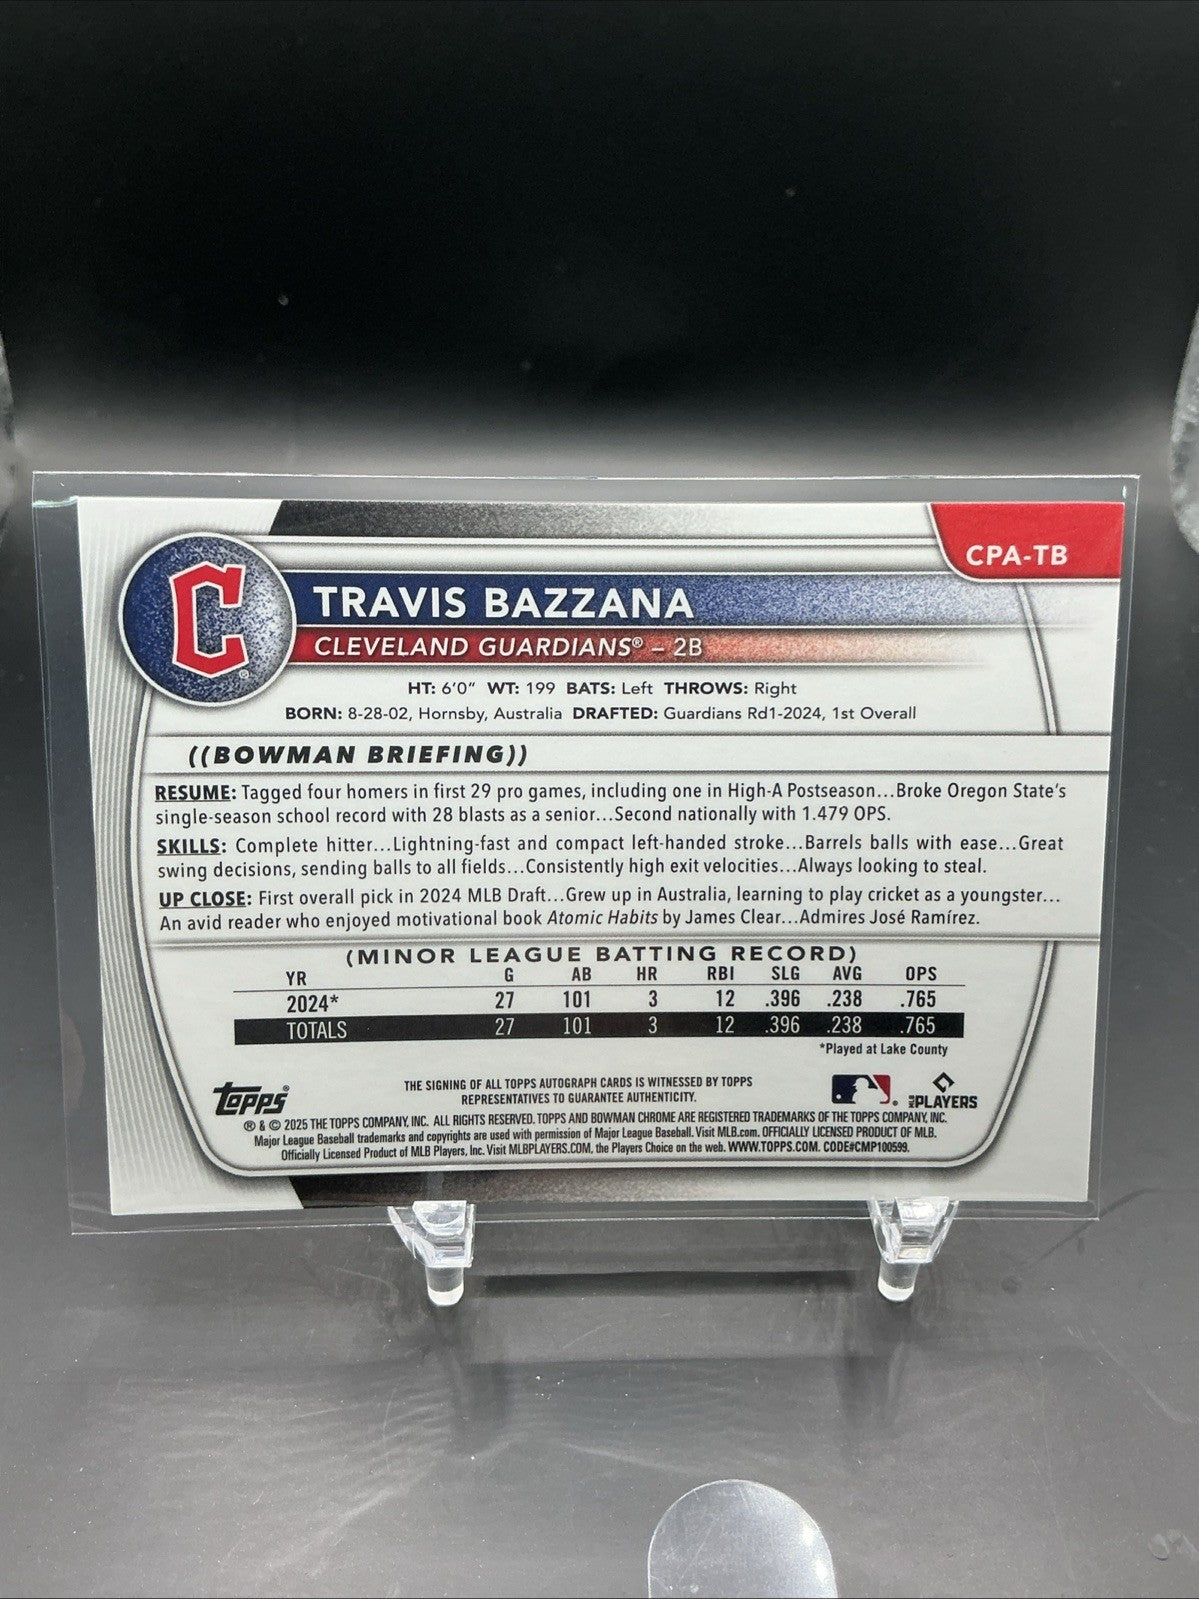 CPA-TB
C
TRAVIS BAZZANA
CLEVELAND GUARDIANS® – 2B
HT: 6'0" WT: 199 BATS: Left THROWS: Right
BORN: 8-28-02, Hornsby, Australia DRAFTED: Guardians Rd1-2024, 1st Overall
((BOWMAN BRIEFING))
RESUME: Tagged four homers in first 29 pro games, including one in High-A Postseason...Broke Oregon State's
single-season school record with 28 blasts as a senior...Second nationally with 1.479 OPS.
SKILLS: Complete hitter...Lightning-fast and compact left-handed stroke...Barrels balls with ease...Great
swing decisions, sending balls to all fields...Consistently high exit velocities...Always looking to steal.
UP CLOSE: First overall pick in 2024 MLB Draft...Grew up in Australia, learning to play cricket as a youngster...
An avid reader who enjoyed motivational book Atomic Habits by James Clear...Admires José Ramírez.
(MINOR LEAGUE BATTING RECORD)
YR G AB HR RBI SLG AVG OPS
2024* 27 101 3 12 .396 .238 .765
TOTALS 27 101 3 12 .396 .238 .765
*Played at Lake County
Topps®
THE SIGNING OF ALL TOPPS AUTOGRAPH CARDS IS WITNESSED BY TOPPS
REPRESENTATIVES TO GUARANTEE AUTHENTICITY.
MLB PLAYERS
® & © 2025 THE TOPPS COMPANY, INC. ALL RIGHTS RESERVED. TOPPS AND BOWMAN CHROME ARE REGISTERED TRADEMARKS OF THE TOPPS COMPANY, INC.
Major League Baseball trademarks and copyrights are used with permission of Major League Baseball. Visit MLB.com. OFFICIALLY LICENSED PRODUCT OF MLB.
Officially Licensed Product of MLB Players, Inc. Visit MLBPLAYERS.COM, the Players Choice on the web. WWW.TOPPS.COM. CODE#CMP100599.